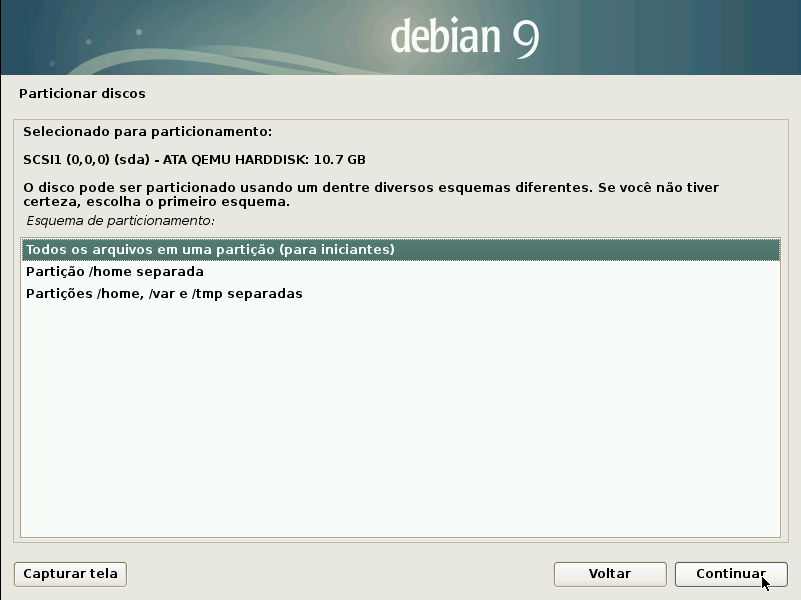 debian 9
Particionar discos
Selecionado para particionamento:
SCSI1 (0,0,0) (sda) - ATA QEMU HARDDISK: 10.7 GB
O disco pode ser particionado usando um dentre diversos esquemas diferentes. Se você não tiver
certeza, escolha o primeiro esquema.
Esquema de particionamento:
Todos os arquivos em uma partição (para iniciantes)
Partição /home separada
Partições /home, /var e /tmp separadas
Capturar tela
Voltar
Continuar